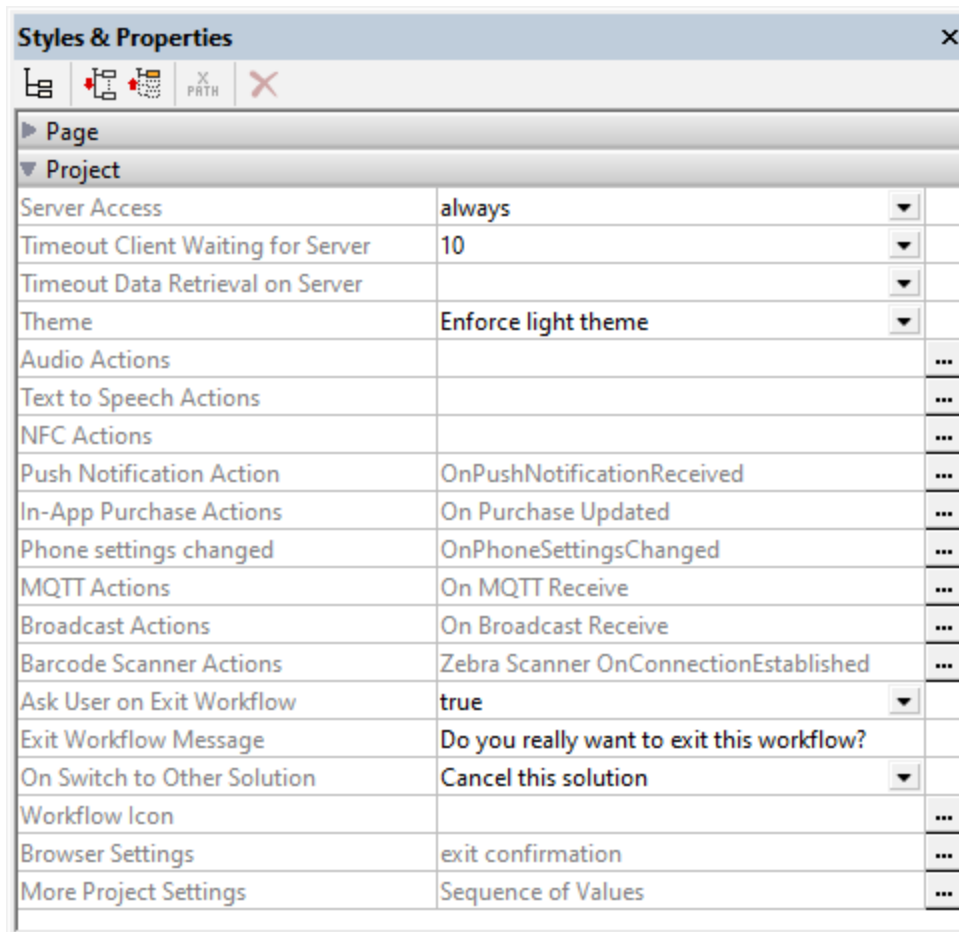 Styles & Properties
X PATH
Page
Project
Server Access always
Timeout Client Waiting for Server 10
Timeout Data Retrieval on Server
Theme Enforce light theme
Audio Actions ...
Text to Speech Actions ...
NFC Actions ...
Push Notification Action OnPushNotificationReceived ...
In-App Purchase Actions On Purchase Updated ...
Phone settings changed OnPhoneSettingsChanged ...
MQTT Actions On MQTT Receive ...
Broadcast Actions On Broadcast Receive ...
Barcode Scanner Actions Zebra Scanner OnConnectionEstablished ...
Ask User on Exit Workflow true
Exit Workflow Message Do you really want to exit this workflow?
On Switch to Other Solution Cancel this solution
Workflow Icon ...
Browser Settings exit confirmation ...
More Project Settings Sequence of Values ...